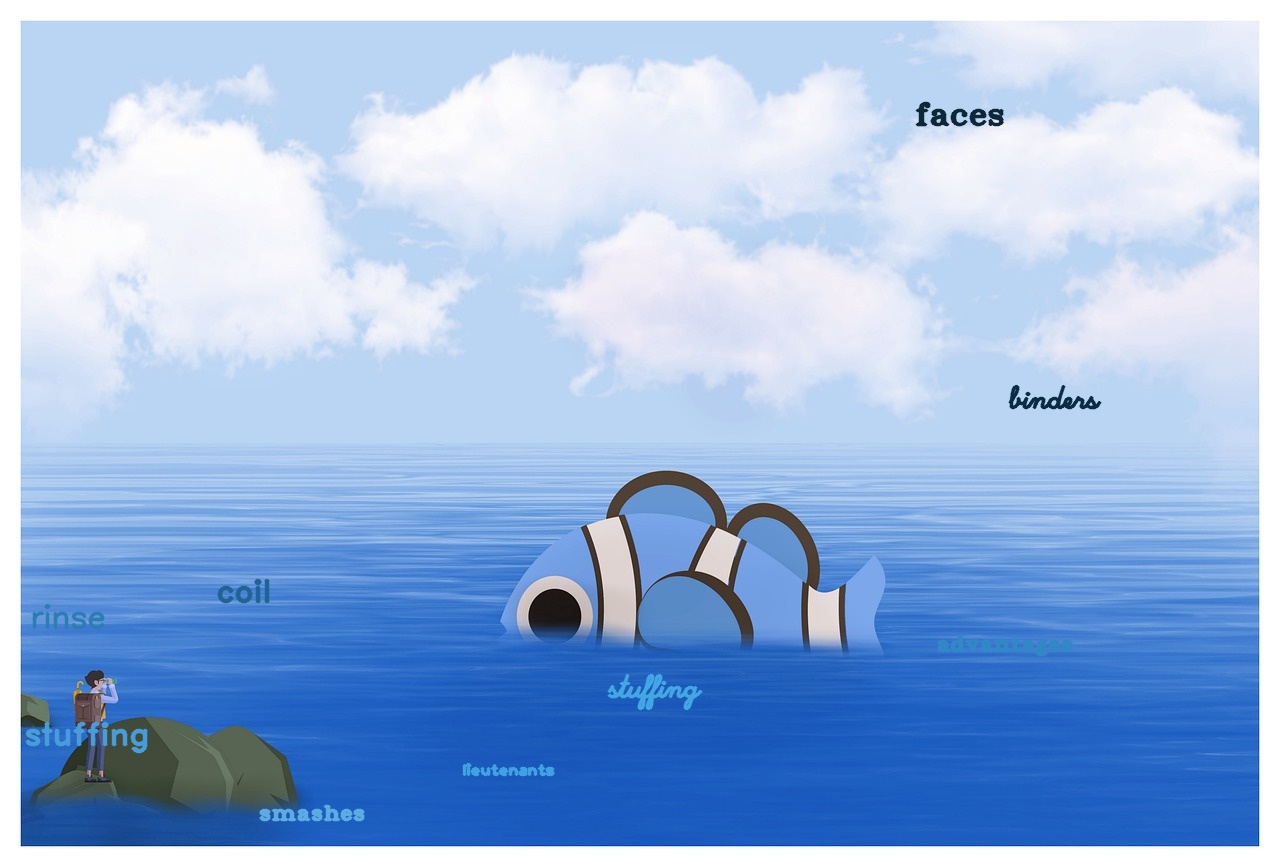 faces
binders
coil
rinse
advantages
stuffing
stuffing
lieutenants
smashes